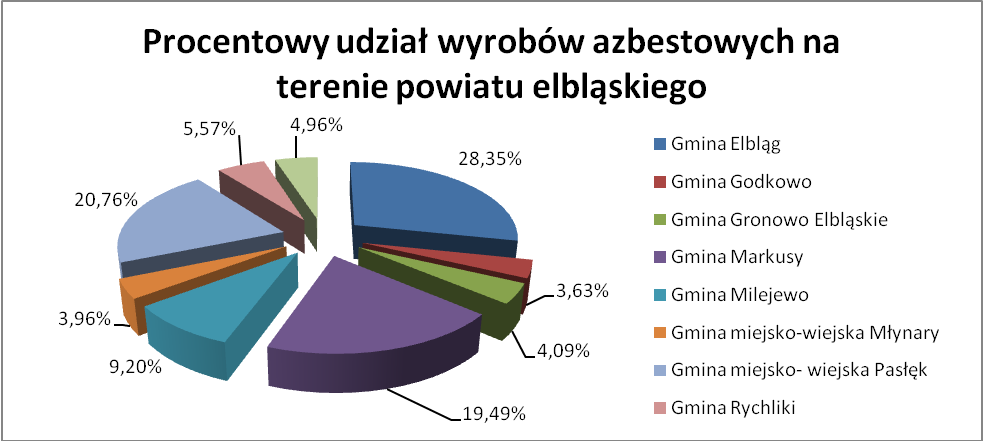 Procentowy udział wyrobów azbestowych na
terenie powiatu elbląskiego
5,57%
4,96%
28,35%
20,76%
3,63%
3,96%
4,09%
9,20%
19,49%
Gmina Elbląg
Gmina Godkowo
Gmina Gronowo Elbląskie
Gmina Markusy
Gmina Milejewo
Gmina miejsko-wiejska Młynary
Gmina miejsko- wiejska Pasłęk
Gmina Rychliki